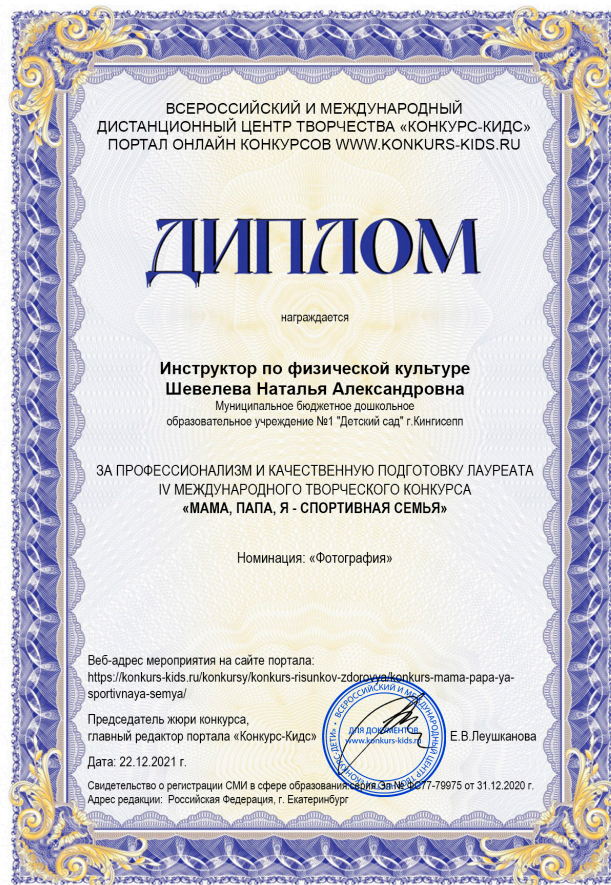 ВСЕРОССИЙСКИЙ И МЕЖДУНАРОДНЫЙ
ДИСТАНЦИОННЫЙ ЦЕНТР ТВОРЧЕСТВА «КОНКУРС-КИДС»
ПОРТАЛ ОНЛАЙН КОНКУРСОВ WWW.KONKURS-KIDS.RU
ДИПЛОМ
награждается
Инструктор по физической культуре
Шевелева Наталья Александровна
Муниципальное бюджетное дошкольное
образовательное учреждение №1 "Детский сад" г.Кингисепп
ЗА ПРОФЕССИОНАЛИЗМ И КАЧЕСТВЕННУЮ ПОДГОТОВКУ ЛАУРЕАТА
IV МЕЖДУНАРОДНОГО ТВОРЧЕСКОГО КОНКУРСА
«МАМА, ПАПА, Я - СПОРТИВНАЯ СЕМЬЯ»
Номинация: «Фотография»
Веб-адрес мероприятия на сайте портала:
https://konkurs-kids.ru/konkursy/konkurs-risunkov-zdorovya/konkurs-mama-papa-ya-
sportivnaya-semya/
Председатель жюри конкурса,
главный редактор портала «Конкурс-Кидс»
Е.В.Леушканова
ВСЕРОССИЙСКИЙ И МЕЖДУНАРОДНЫЙ ЦЕНТР
ДЛЯ ДОКУМЕНТОВ
www.konkurs-kids.ru
Дата: 22.12.2021 г.
Свидетельство о регистрации СМИ в сфере образования серия Эл № ФС77-79975 от 31.12.2020 г.
Адрес редакции: Российская Федерация, г. Екатеринбург